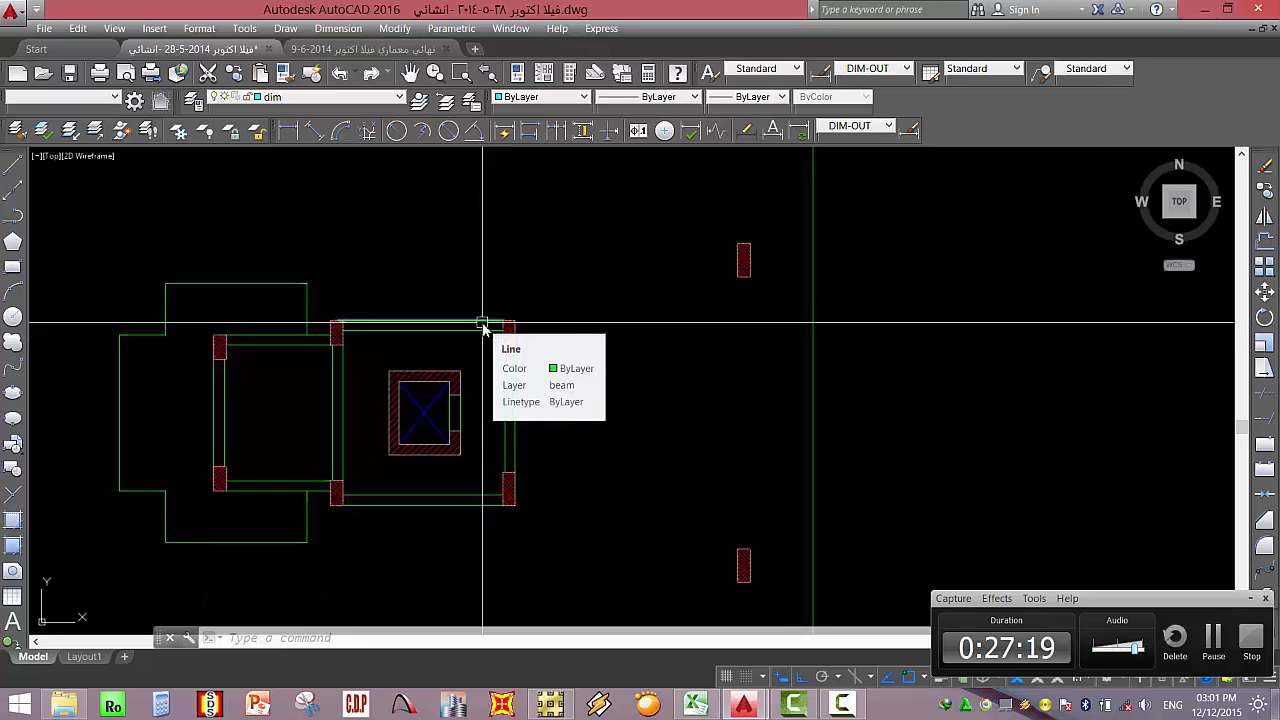 Autodesk AutoCAD 2016 -فيلا اكتوبر ٢٨-٥-٢٠١٤ -انشائي.dwg
Type a keyword or phrase
Sign In
File Edit View Insert Format Tools Draw Dimension Modify Parametric Window Help Express
Start
فيلا اكتوبر 2014-5-28 -انشائي*
نهائي معماري فيلا اكتوبر 2014-6-9
Standard DIM-OUT Standard Standard
dim ByLayer ByLayer ByLayer ByColor
DIM-OUT
[−][Top][2D Wireframe]
N
W TOP E
S
WCS
Line
Color ByLayer
Layer beam
Linetype ByLayer
Y
X
Type a command
Model Layout1
Capture Effects Tools Help
Duration Audio
0:27:19
Delete Pause Stop
Ro
SDS
C.D.P
03:01 PM
12/12/2015